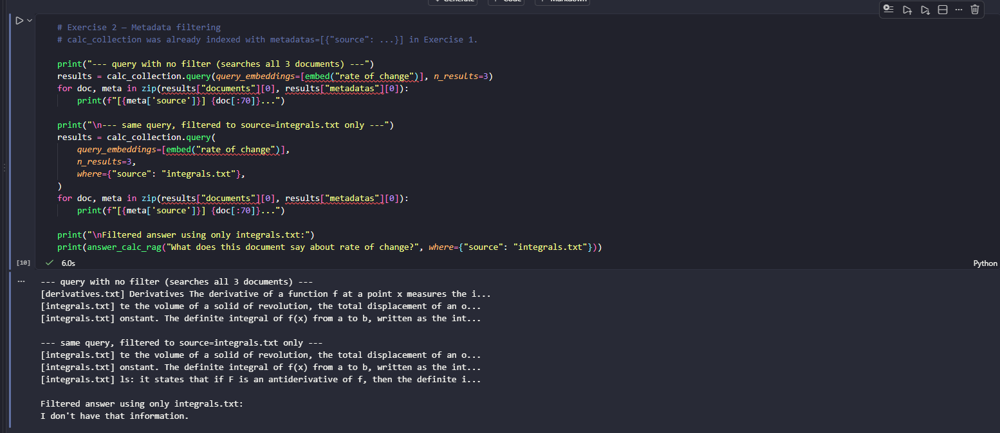 Generate + Code + Markdown
# Exercise 2 — Metadata filtering
# calc_collection was already indexed with metadatas=[{"source": ...}] in Exercise 1.
print("--- query with no filter (searches all 3 documents) ---")
results = calc_collection.query(query_embeddings=[embed("rate of change")], n_results=3)
for doc, meta in zip(results["documents"][0], results["metadatas"][0]):
    print(f"[{meta['source']}] {doc[:70]}...")
print("\n--- same query, filtered to source=integrals.txt only ---")
results = calc_collection.query(
    query_embeddings=[embed("rate of change")],
    n_results=3,
    where={"source": "integrals.txt"},
)
for doc, meta in zip(results["documents"][0], results["metadatas"][0]):
    print(f"[{meta['source']}] {doc[:70]}...")
print("\nFiltered answer using only integrals.txt:")
print(answer_calc_rag("What does this document say about rate of change?", where={"source": "integrals.txt"}))
[10] 6.0s Python
--- query with no filter (searches all 3 documents) ---
[derivatives.txt] Derivatives The derivative of a function f at a point x measures the i...
[integrals.txt] te the volume of a solid of revolution, the total displacement of an o...
[integrals.txt] onstant. The definite integral of f(x) from a to b, written as the int...
--- same query, filtered to source=integrals.txt only ---
[integrals.txt] te the volume of a solid of revolution, the total displacement of an o...
[integrals.txt] onstant. The definite integral of f(x) from a to b, written as the int...
[integrals.txt] ls: it states that if F is an antiderivative of f, then the definite i...
Filtered answer using only integrals.txt:
I don't have that information.